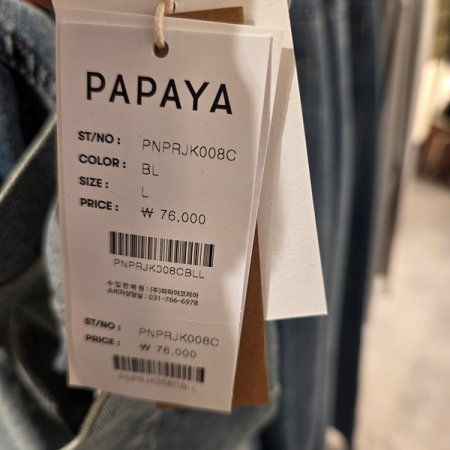 PAPAYA
ST/NO : PNPRJK008C
COLOR : BL
SIZE : L
PRICE : ₩ 76,000
PNPRJK008CBLL
수입판매원 : (주)파파야코리아
소비자상담실 : 031-766-6978
ST/NO : PNPRJK008C
PRICE : ₩ 76,000
PNPRJK008CBLL